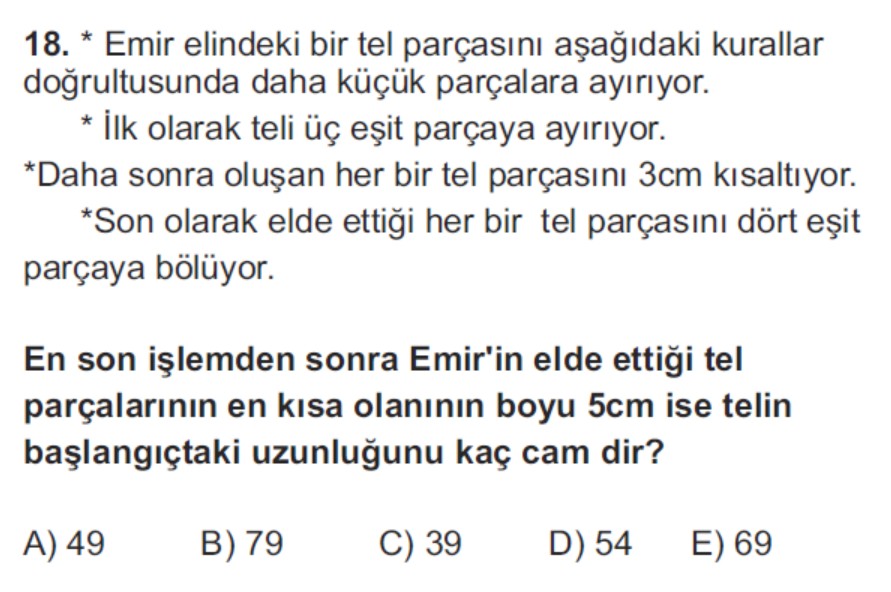 18. * Emir elindeki bir tel parçasını aşağıdaki kurallar
doğrultusunda daha küçük parçalara ayırıyor.
* İlk olarak teli üç eşit parçaya ayırıyor.
*Daha sonra oluşan her bir tel parçasını 3cm kısaltıyor.
*Son olarak elde ettiği her bir tel parçasını dört eşit
parçaya bölüyor.
En son işlemden sonra Emir'in elde ettiği tel
parçalarının en kısa olanının boyu 5cm ise telin
başlangıçtaki uzunluğunu kaç cam dir?
A) 49 B) 79 C) 39 D) 54 E) 69